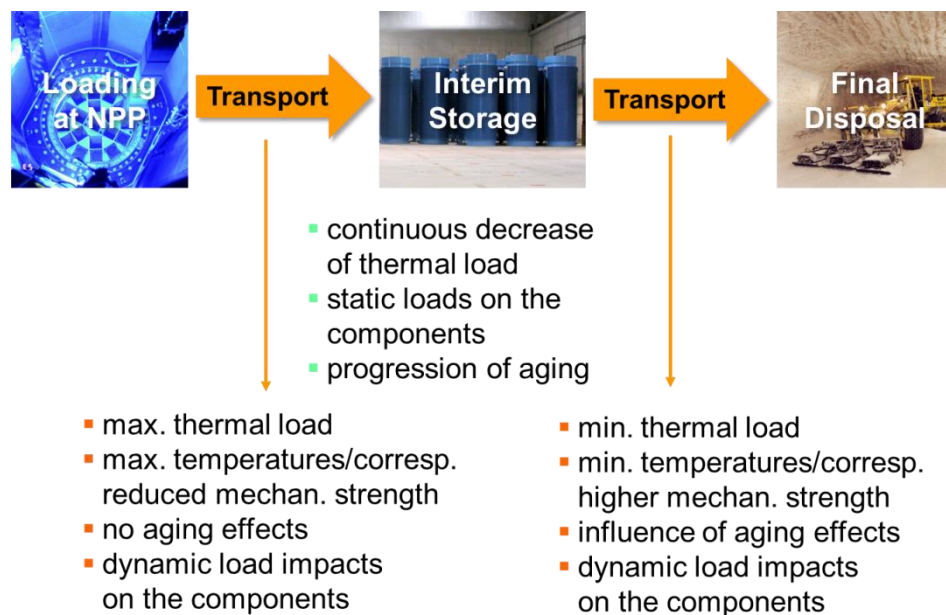 Loading
at NPP
Transport
Interim
Storage
Transport
Final
Disposal
continuous decrease
of thermal load
static loads on the
components
progression of aging
max. thermal load
max. temperatures/corresp.
reduced mechan. strength
no aging effects
dynamic load impacts
on the components
min. thermal load
min. temperatures/corresp.
higher mechan. strength
influence of aging effects
dynamic load impacts
on the components